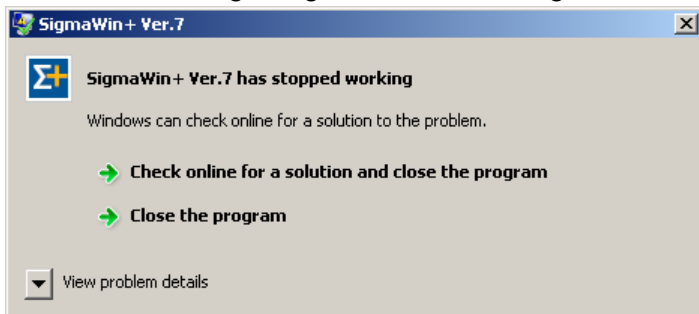 SigmaWin+ Ver.7
SigmaWin+ Ver.7 has stopped working
Windows can check online for a solution to the problem.
Check online for a solution and close the program
Close the program
View problem details